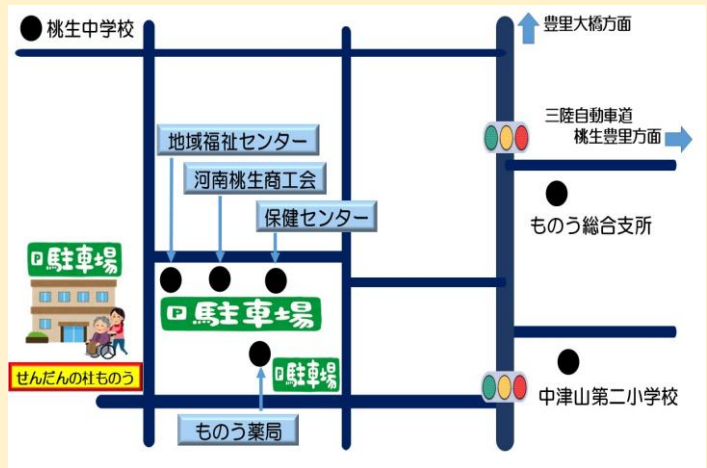 桃生中学校
豊里大橋方面
三陸自動車道
桃生豊里方面
地域福祉センター
河南桃生商工会
保健センター
ものう総合支所
P駐車場
P駐車場
せんだんの杜ものう
P駐車場
中津山第二小学校
ものう薬局